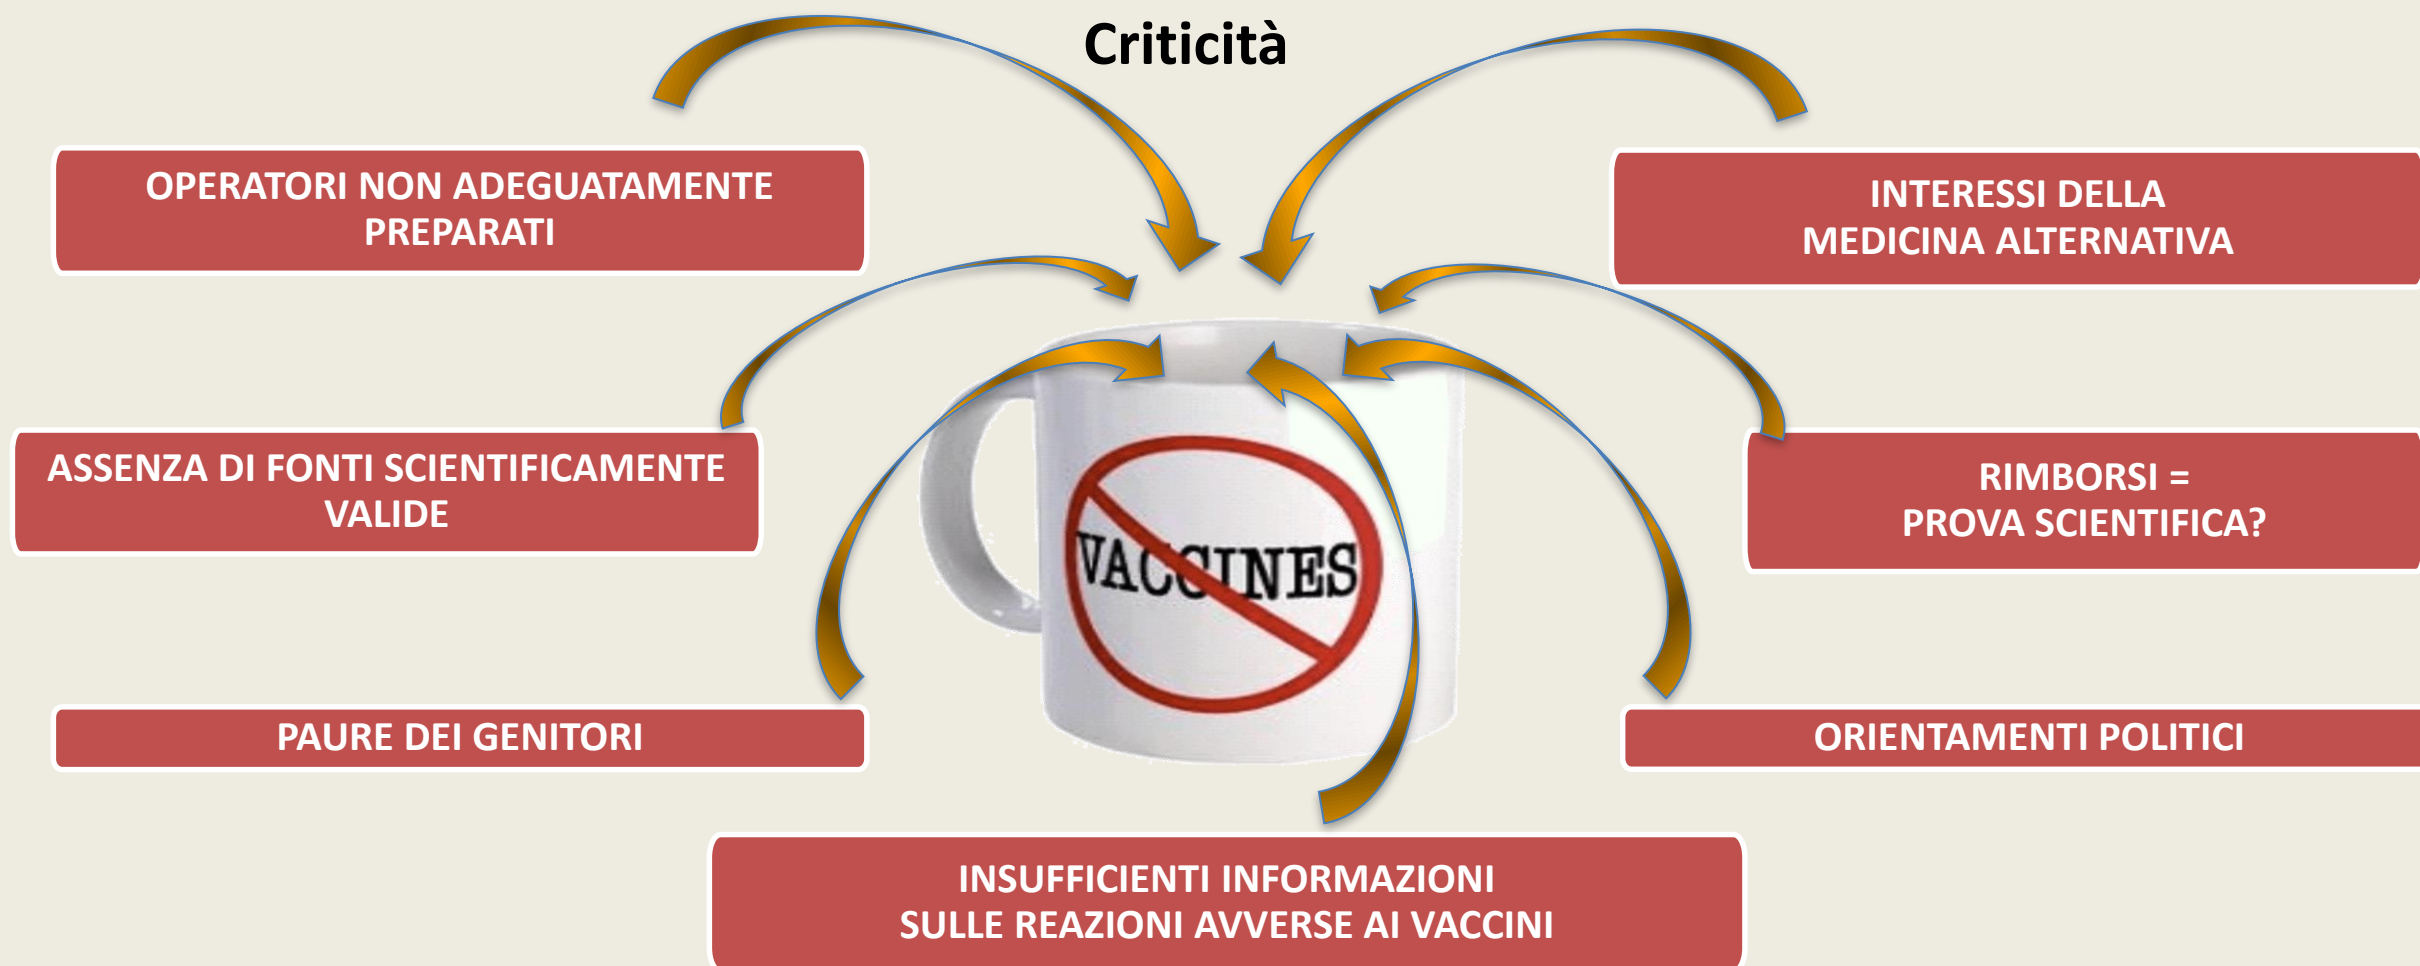 Criticità
OPERATORI NON ADEGUATAMENTE
PREPARATI
INTERESSI DELLA
MEDICINA ALTERNATIVA
ASSENZA DI FONTI SCIENTIFICAMENTE
VALIDE
RIMBORSI =
PROVA SCIENTIFICA?
VACCINES
PAURE DEI GENITORI
ORIENTAMENTI POLITICI
INSUFFICIENTI INFORMAZIONI
SULLE REAZIONI AVVERSE AI VACCINI